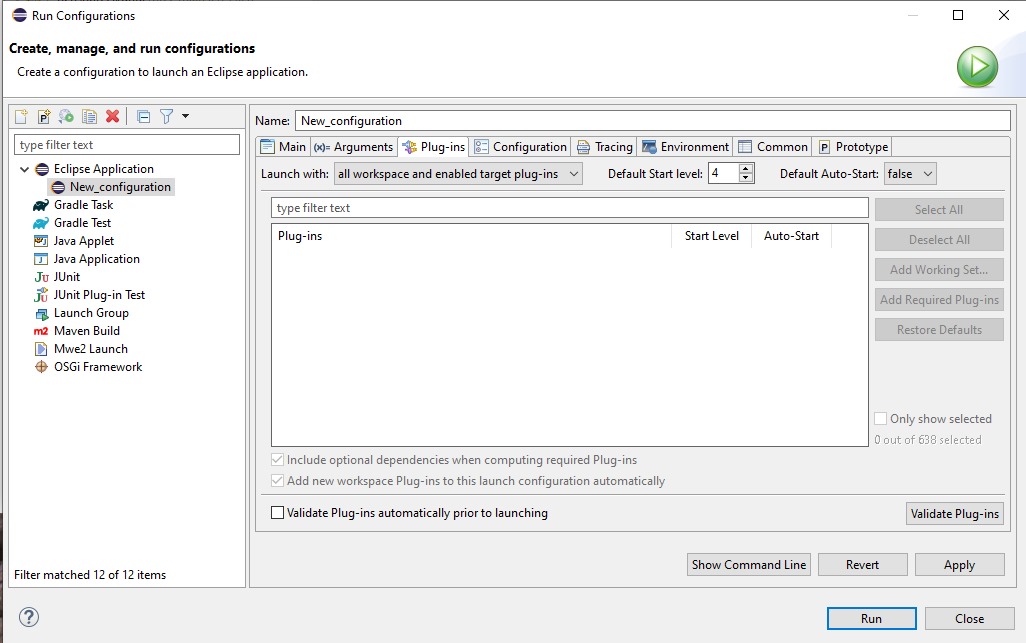 Run Configurations
Create, manage, and run configurations
Create a configuration to launch an Eclipse application.
type filter text
Eclipse Application
New_configuration
Gradle Task
Gradle Test
Java Applet
Java Application
Ju JUnit
JUnit Plug-in Test
Launch Group
m2 Maven Build
Mwe2 Launch
OSGi Framework
Filter matched 12 of 12 items
Name: New_configuration
Main (x)= Arguments Plug-ins Configuration Tracing Environment Common P Prototype
Launch with: all workspace and enabled target plug-ins Default Start level: 4 Default Auto-Start: false
type filter text
Plug-ins Start Level Auto-Start
Select All
Deselect All
Add Working Set...
Add Required Plug-ins
Restore Defaults
Only show selected
0 out of 638 selected
Include optional dependencies when computing required Plug-ins
Add new workspace Plug-ins to this launch configuration automatically
Validate Plug-ins automatically prior to launching Validate Plug-ins
Show Command Line Revert Apply
? Run Close